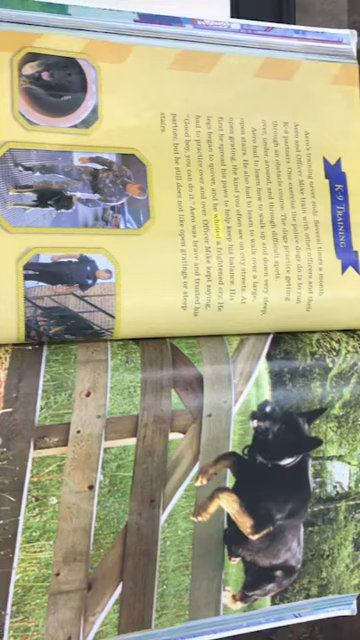 K-9 TRAINING
Aero's training never ends. Several times a month
Aero and Officer Mike train with other officers and their
K-9 partners. One exercise the police dogs do is to run
through an obstacle course. The dogs practice getting
over, under, around, and through difficult spots.
Aero had to learn how to walk up and down very steep,
open stairs. He also had to learn to walk over a large,
open grating, the kind you often see on city streets. At
first he spread his paws to help keep his balance. His
legs began to quiver, and he whined a frightened cry. He
had to practice over and over. Officer Mike kept saying,
"Good boy, you can do it." Aero was brave and trusted his
partner, but he still does not like open gratings or steep
stairs.